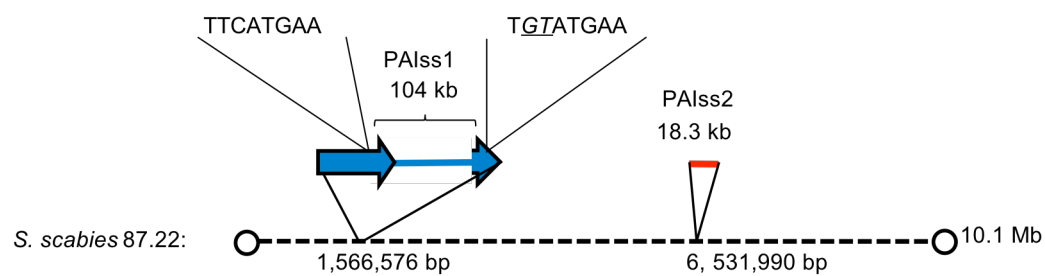 TTCATGAA
TGTATGAA
PAIss1
104 kb
PAIss2
18.3 kb
S. scabies 87.22:
10.1 Mb
1,566,576 bp
6, 531,990 bp